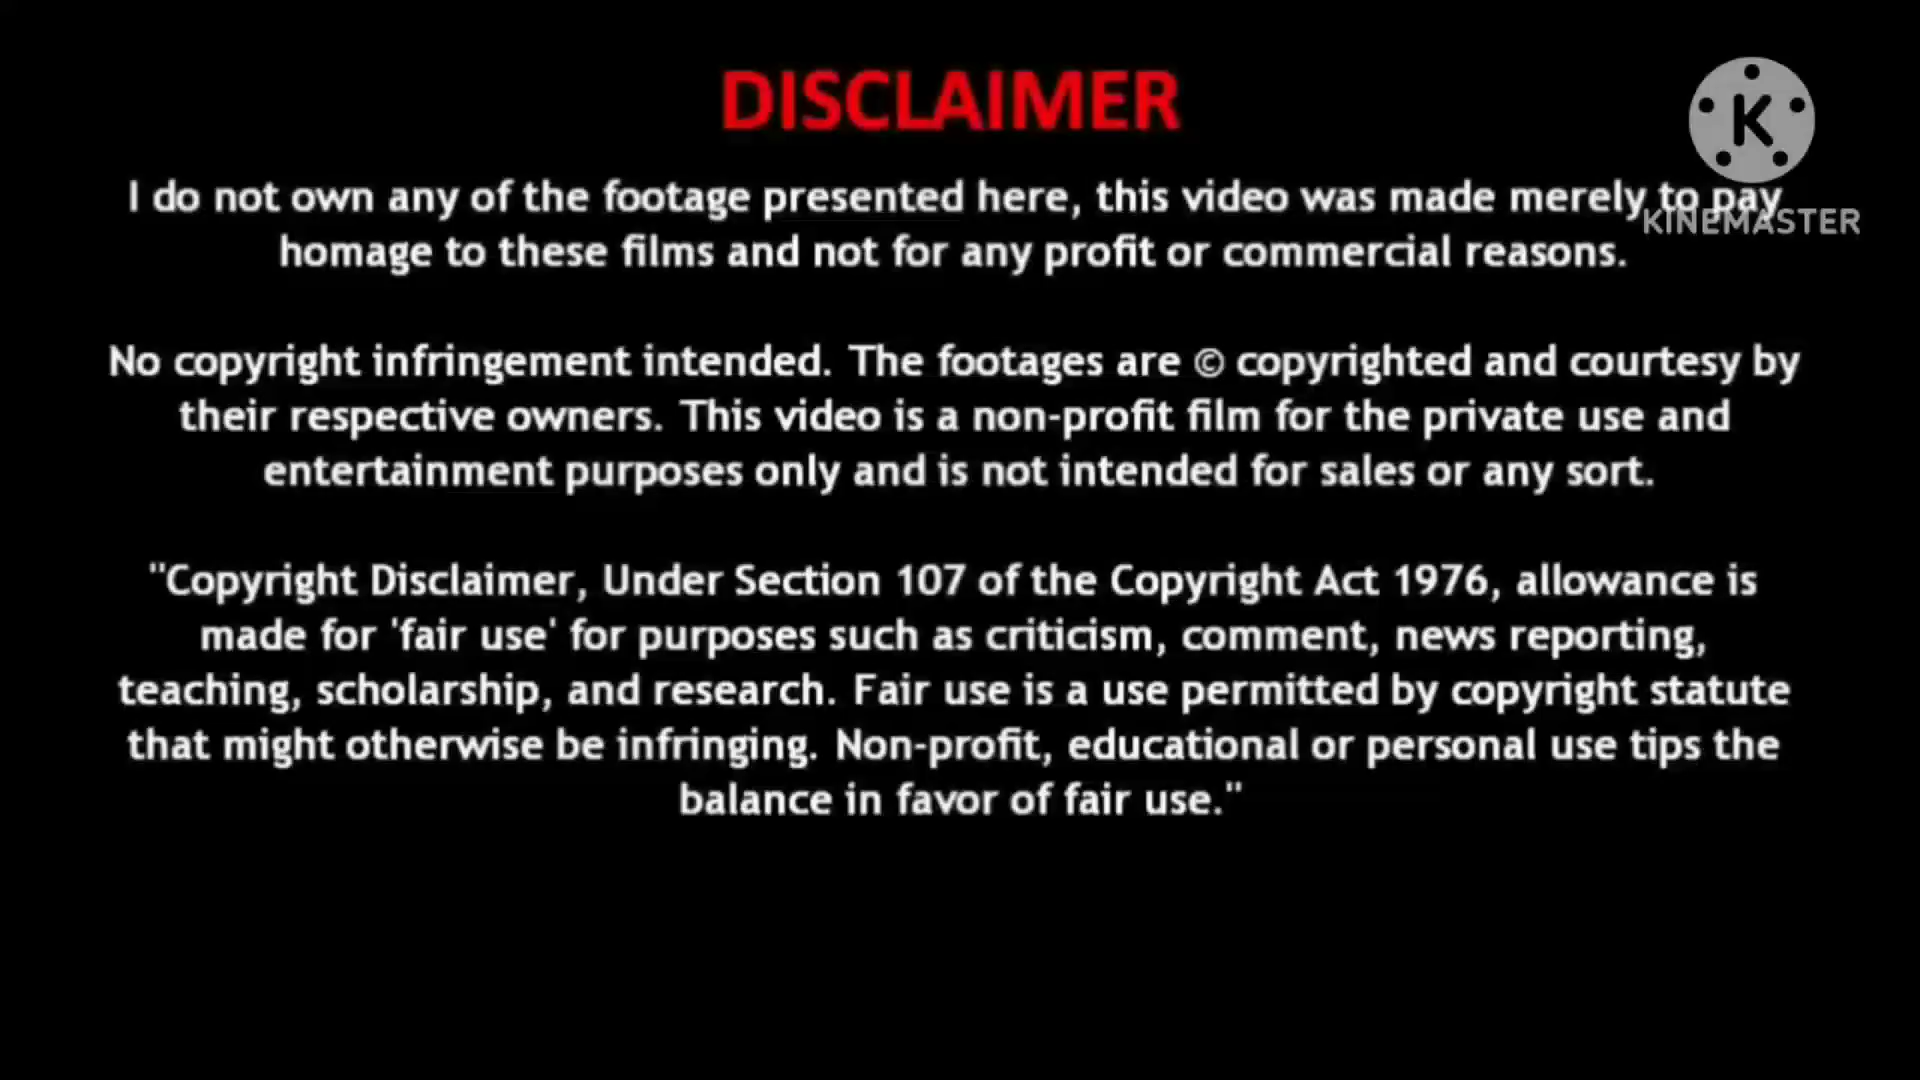 DISCLAIMER
K
I do not own any of the footage presented here, this video was made merely to pay
KINEMASTER
homage to these films and not for any profit or commercial reasons.
No copyright infringement intended. The footages are © copyrighted and courtesy by
their respective owners. This video is a non-profit film for the private use and
entertainment purposes only and is not intended for sales or any sort.
"Copyright Disclaimer, Under Section 107 of the Copyright Act 1976, allowance is
made for 'fair use' for purposes such as criticism, comment, news reporting,
teaching, scholarship, and research. Fair use is a use permitted by copyright statute
that might otherwise be infringing. Non-profit, educational or personal use tips the
balance in favor of fair use."